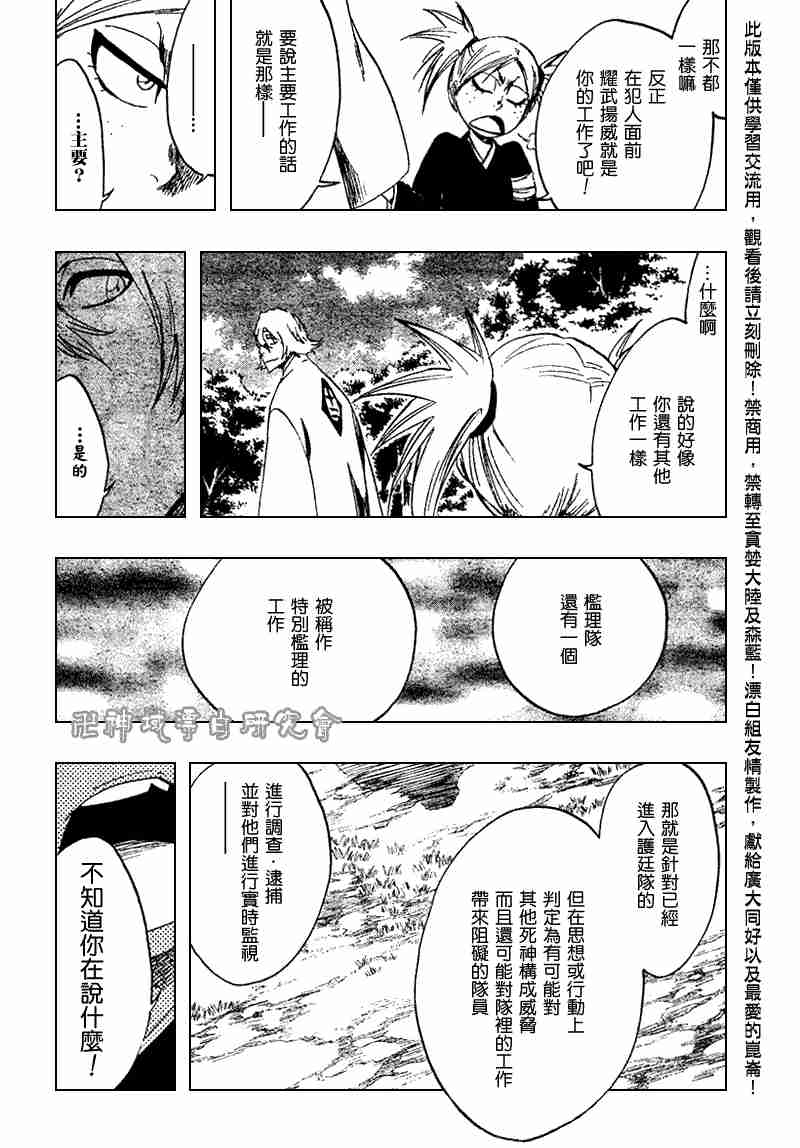 那不都
一樣嘛
反正
在犯人面前
耀武揚威就是
你的工作了吧！
要說主要工作的話
就是那樣——
——
…主要？
…什麼啊
說的好像
你還有其他
工作一樣
…是的
檻理隊
還有一個
被稱作
特別檻理的
工作
那就是針對已經
進入護廷隊的
但在思想或行動上
判定為有可能對
其他死神構成威脅
而且還可能對隊裡的工作
帶來阻礙的隊員
進行調查·逮捕
並對他們進行實時監視
——
不知道你在說什麼！
卍神域漂白研究會
此版本僅供學習交流用，觀看後請立刻刪除！禁商用，禁轉至貪婪大陸及森藍！漂白組友情製作，獻給廣大同好以及最愛的崑崙！